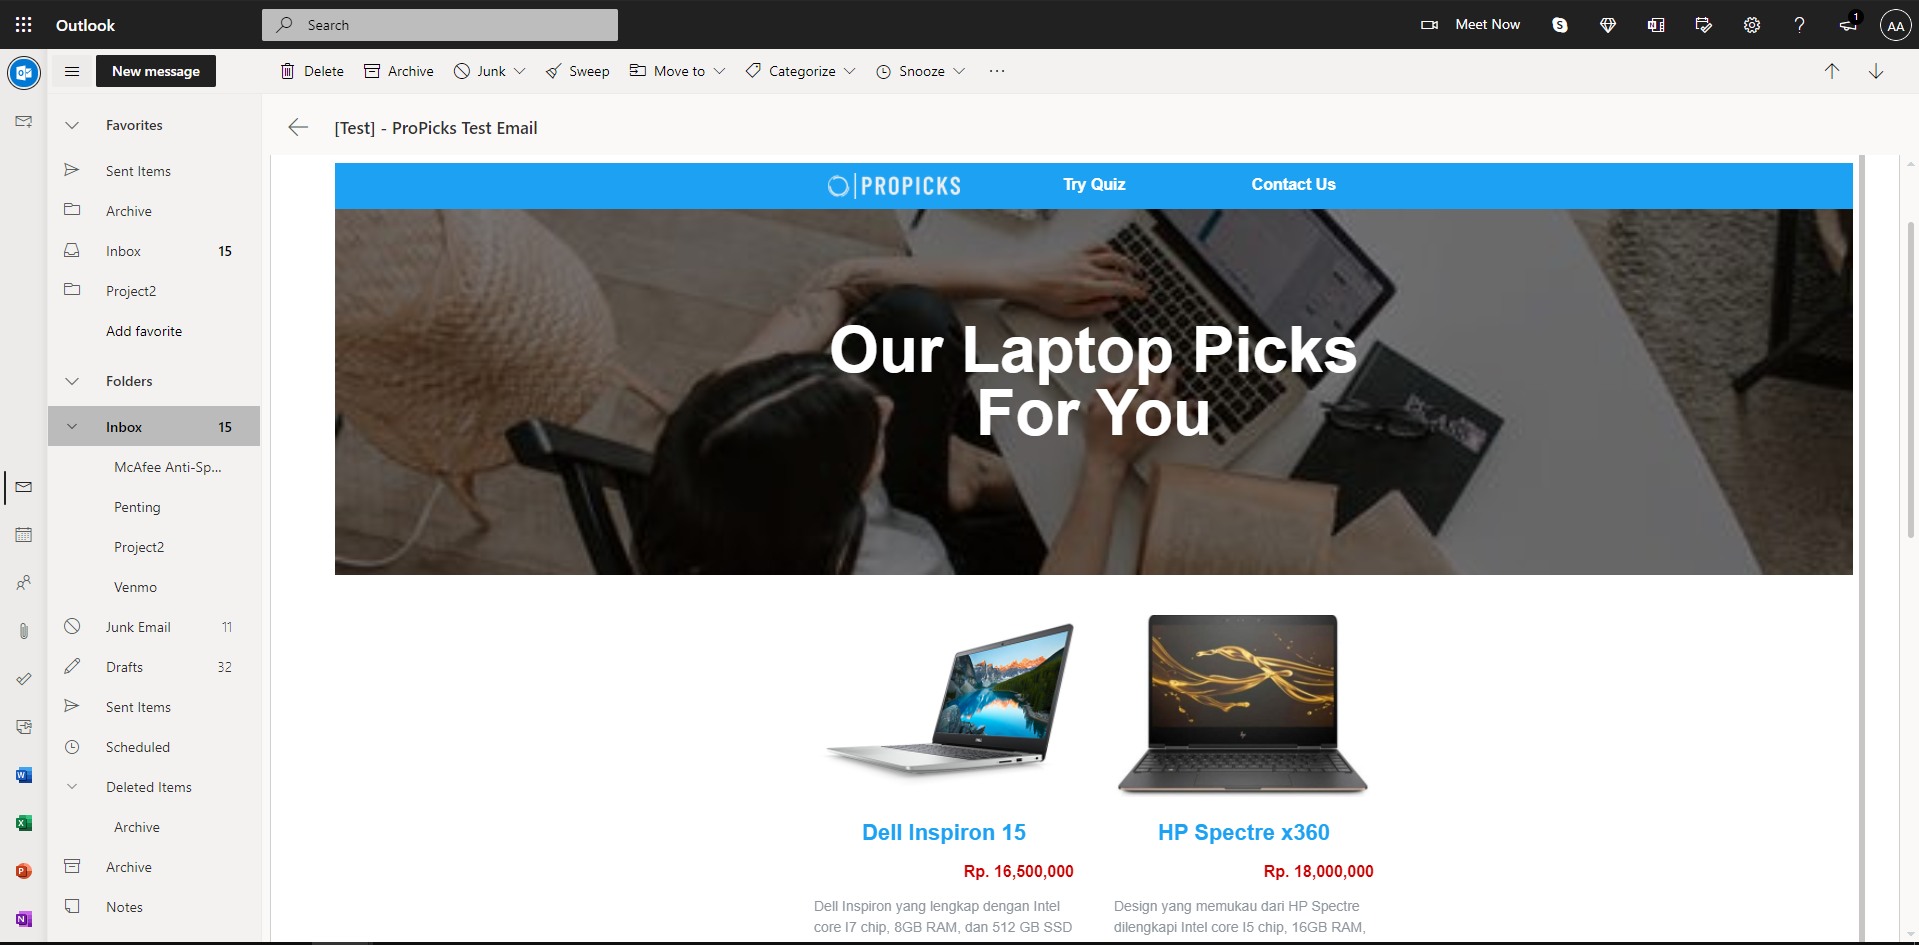 Outlook
Search
Meet Now
1
AA
New message
Delete
Archive
Junk
Sweep
Move to
Categorize
Snooze
Favorites
Sent Items
Archive
Inbox 15
Project2
Add favorite
Folders
Inbox 15
McAfee Anti-Sp...
Penting
Project2
Venmo
Junk Email 11
Drafts 32
Sent Items
Scheduled
Deleted Items
Archive
Archive
Notes
[Test] - ProPicks Test Email
PROPICKS
Try Quiz
Contact Us
Our Laptop Picks
For You
Dell Inspiron 15
Rp. 16,500,000
Dell Inspiron yang lengkap dengan Intel
core I7 chip, 8GB RAM, dan 512 GB SSD
HP Spectre x360
Rp. 18,000,000
Design yang memukau dari HP Spectre
dilengkapi Intel core I5 chip, 16GB RAM,